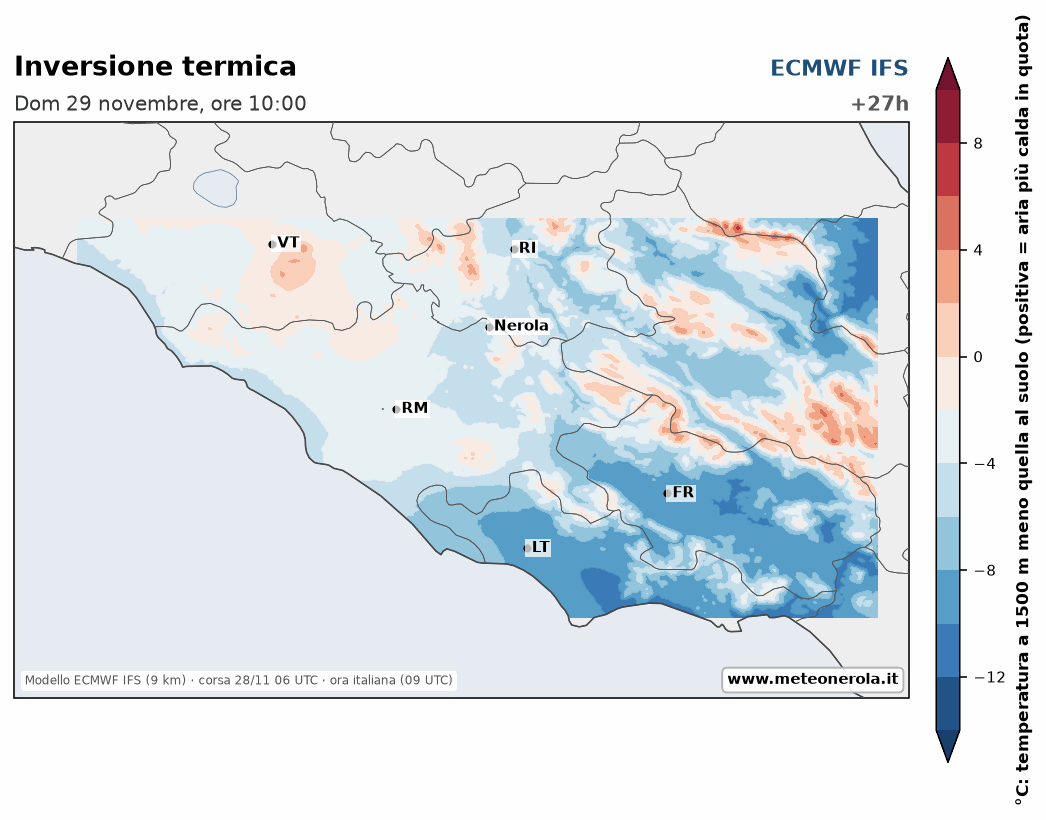 Inversione termica
ECMWF IFS
Dom 29 novembre, ore 10:00
+27h
VT
RI
Nerola
RM
FR
LT
8
4
0
−4
−8
−12
°C: temperatura a 1500 m meno quella al suolo (positiva = aria più calda in quota)
Modello ECMWF IFS (9 km) · corsa 28/11 06 UTC · ora italiana (09 UTC)
www.meteonerola.it